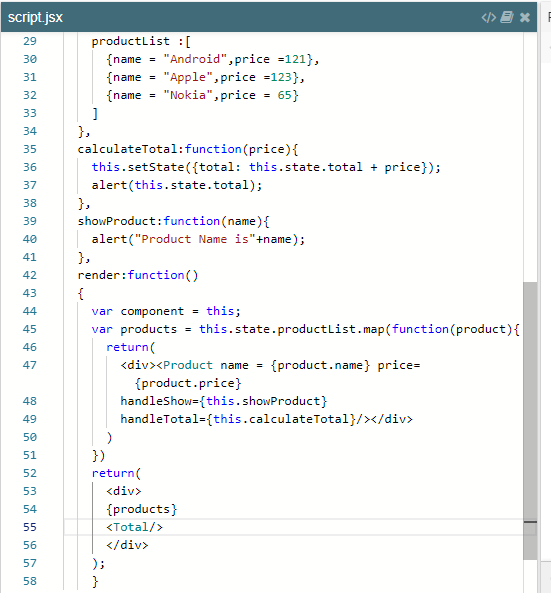 script.jsx
29 productList :[
30 {name = "Android",price =121},
31 {name = "Apple",price =123},
32 {name = "Nokia",price = 65}
33 ]
34 },
35 calculateTotal:function(price){
36 this.setState({total: this.state.total + price});
37 alert(this.state.total);
38 },
39 showProduct:function(name){
40 alert("Product Name is"+name);
41 },
42 render:function()
43 {
44 var component = this;
45 var products = this.state.productList.map(function(product){
46 return(
47 <div><Product name = {product.name} price=
{product.price}
48 handleShow={this.showProduct}
49 handleTotal={this.calculateTotal}/></div>
50 )
51 })
52 return(
53 <div>
54 {products}
55 <Total/>
56 </div>
57 );
58 }